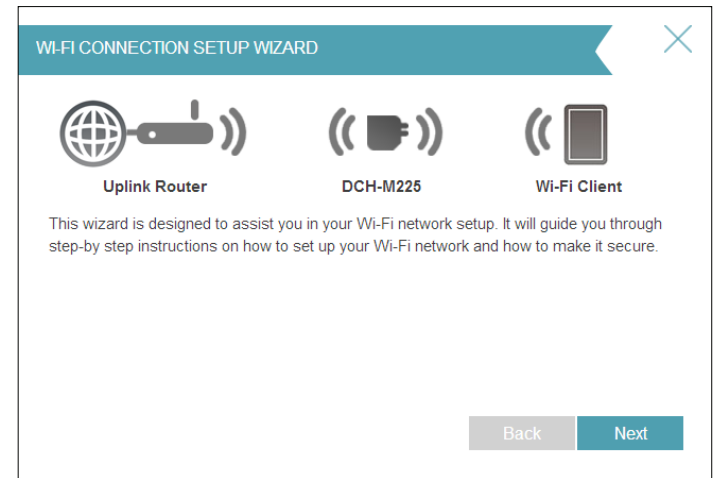 WI-FI CONNECTION SETUP WIZARD
Uplink Router
DCH-M225
Wi-Fi Client
This wizard is designed to assist you in your Wi-Fi network setup. It will guide you through
step-by step instructions on how to set up your Wi-Fi network and how to make it secure.
Back
Next